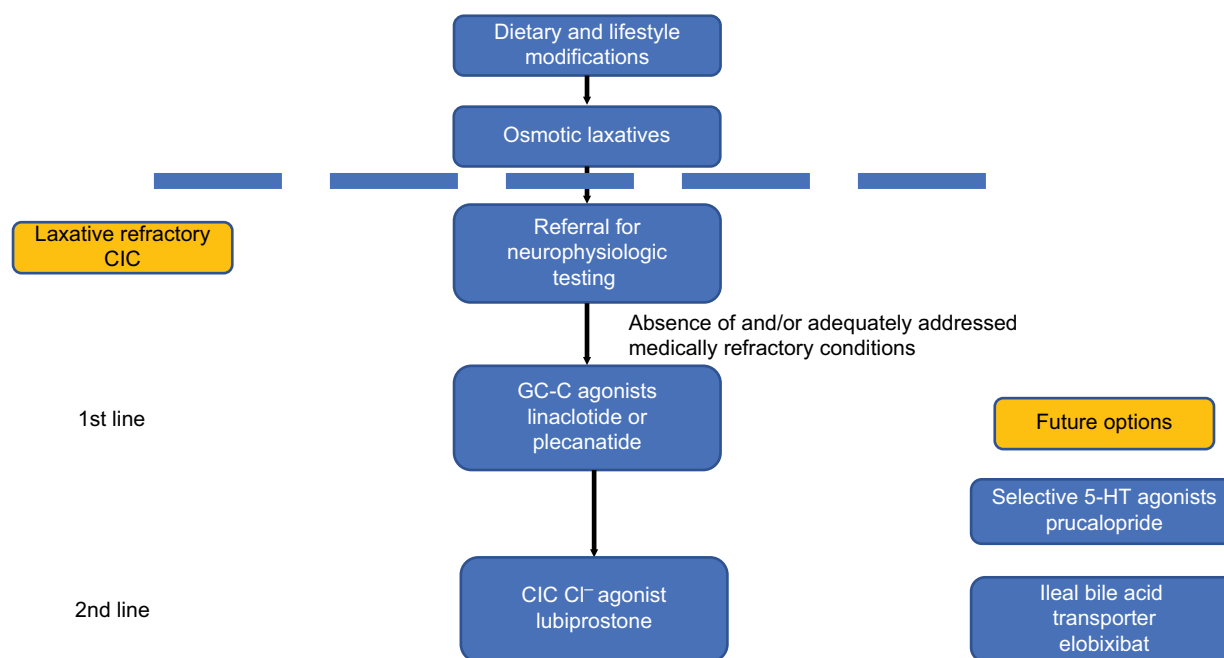 Dietary and lifestyle
modifications
Osmotic laxatives
Laxative refractory
CIC
Referral for
neurophysiologic
testing
Absence of and/or adequately addressed
medically refractory conditions
1st line
GC-C agonists
linaclotide or
plecanatide
Future options
Selective 5-HT agonists
prucalopride
2nd line
CIC Cl⁻ agonist
lubiprostone
Ileal bile acid
transporter
elobixibat